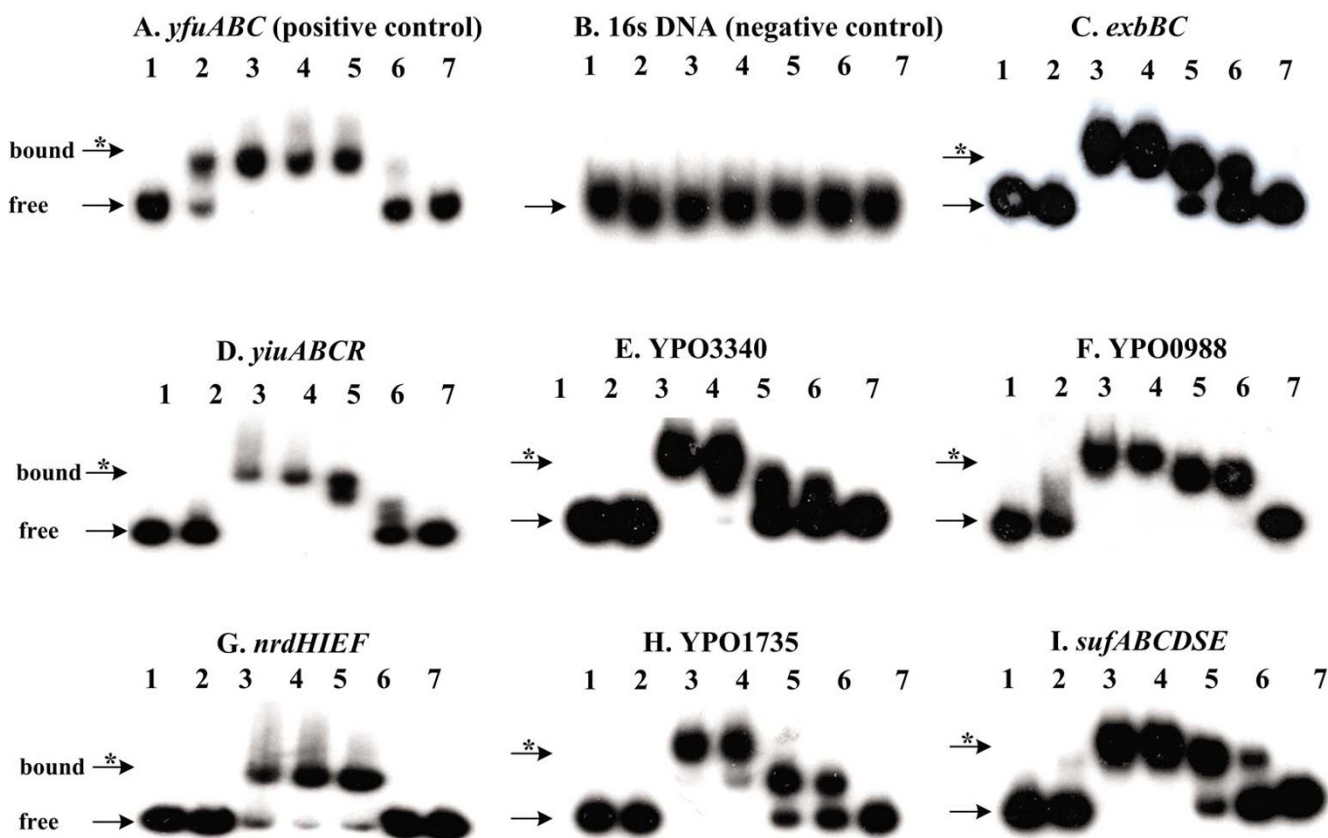 A. yfuABC (positive control) B. 16s DNA (negative control) C. exbBC
1 2 3 4 5 6 7 1 2 3 4 5 6 7 1 2 3 4 5 6 7
bound * *
free
D. yiuABCR E. YPO3340 F. YPO0988
1 2 3 4 5 6 7 1 2 3 4 5 6 7 1 2 3 4 5 6 7
bound * * *
free
G. nrdHIEF H. YPO1735 I. sufABCDSE
1 2 3 4 5 6 7 1 2 3 4 5 6 7 1 2 3 4 5 6 7
bound * * *
free